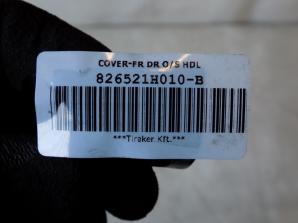 COVER-FR DR O/S HDL
826521H010-B
***Tiraker Kft.***